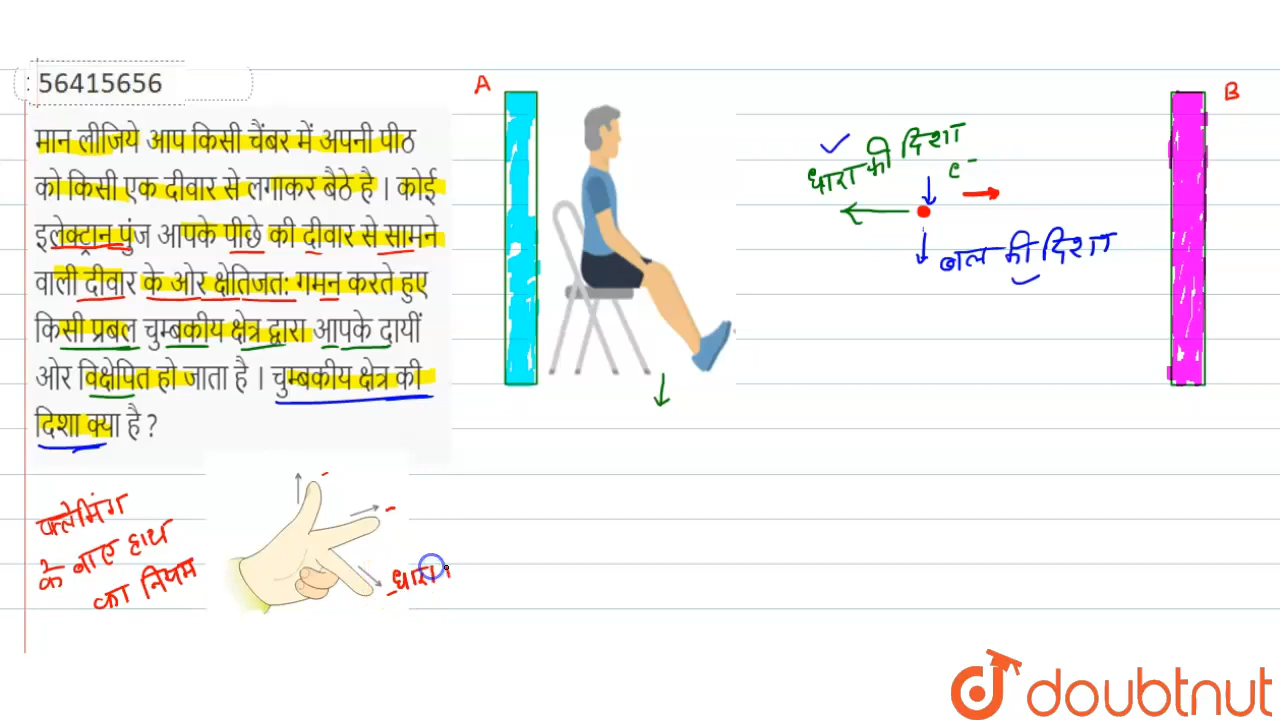 : 56415656
मान लीजिये आप किसी चैंबर में अपनी पीठ
को किसी एक दीवार से लगाकर बैठे है । कोई
इलेक्ट्रान पुंज आपके पीछे की दीवार से सामने
वाली दीवार के ओर क्षेतिजत: गमन करते हुए
किसी प्रबल चुम्बकीय क्षेत्र द्वारा आपके दायीं
ओर विक्षेपित हो जाता है । चुम्बकीय क्षेत्र की
दिशा क्या है ?
A
B
धारा की दिशा
e-
बल की दिशा
फ्लेमिंग
के बाए हाथ
का नियम
धारा
doubtnut